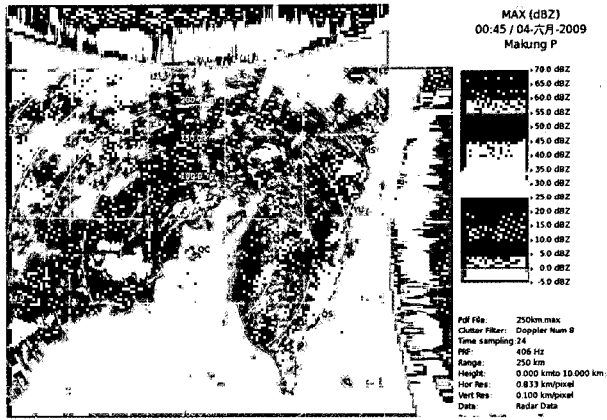 MAX (dBZ)
00:45 / 04-六月-2009
Makung P
70.0 dBZ
65.0 dBZ
60.0 dBZ
55.0 dBZ
50.0 dBZ
45.0 dBZ
40.0 dBZ
35.0 dBZ
30.0 dBZ
25.0 dBZ
20.0 dBZ
15.0 dBZ
10.0 dBZ
5.0 dBZ
0.0 dBZ
-5.0 dBZ
Pdf File: 250km.max
Clutter Filter: Doppler Num 8
Time sampling: 24
PRF: 406 Hz
Range: 250 km
Height: 0.000 kmto 10.000 km
Hor Res: 0.833 km/pixel
Vert Res: 0.100 km/pixel
Data: Radar Data